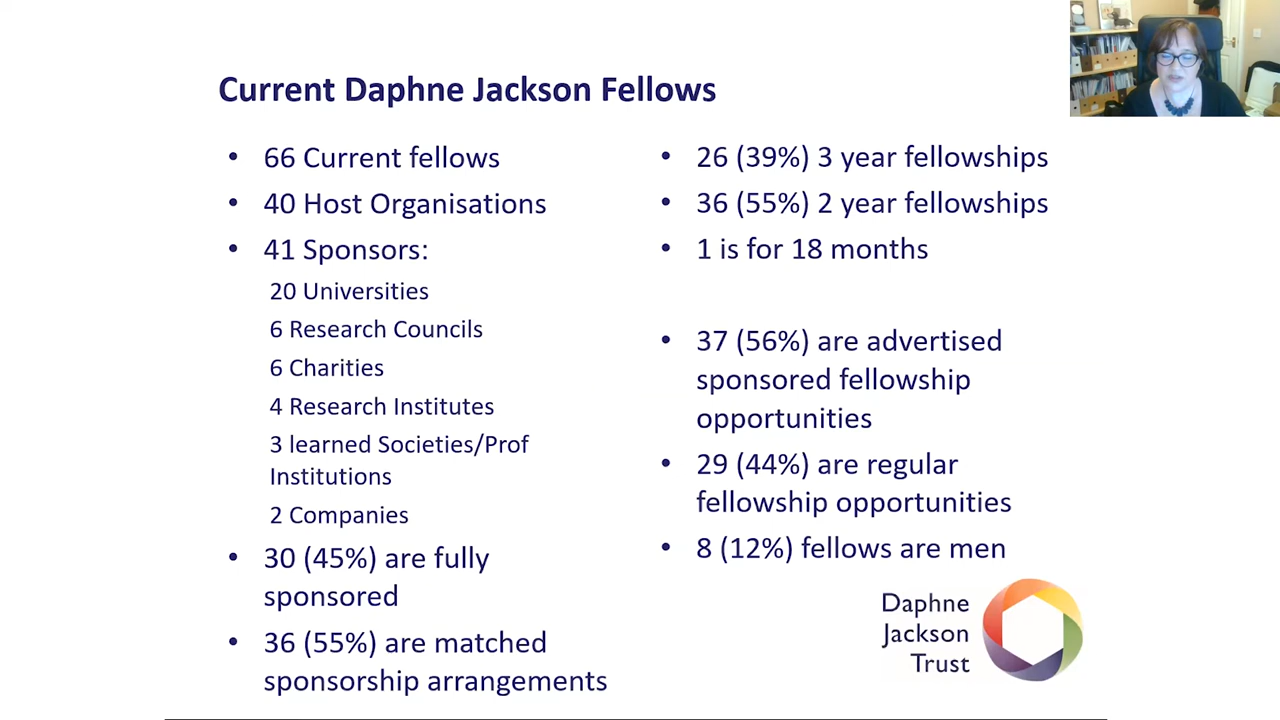 Current Daphne Jackson Fellows
• 66 Current fellows
• 40 Host Organisations
• 41 Sponsors:
20 Universities
6 Research Councils
6 Charities
4 Research Institutes
3 learned Societies/Prof
Institutions
2 Companies
• 30 (45%) are fully
sponsored
• 36 (55%) are matched
sponsorship arrangements
• 26 (39%) 3 year fellowships
• 36 (55%) 2 year fellowships
• 1 is for 18 months
• 37 (56%) are advertised
sponsored fellowship
opportunities
• 29 (44%) are regular
fellowship opportunities
• 8 (12%) fellows are men
Daphne
Jackson
Trust